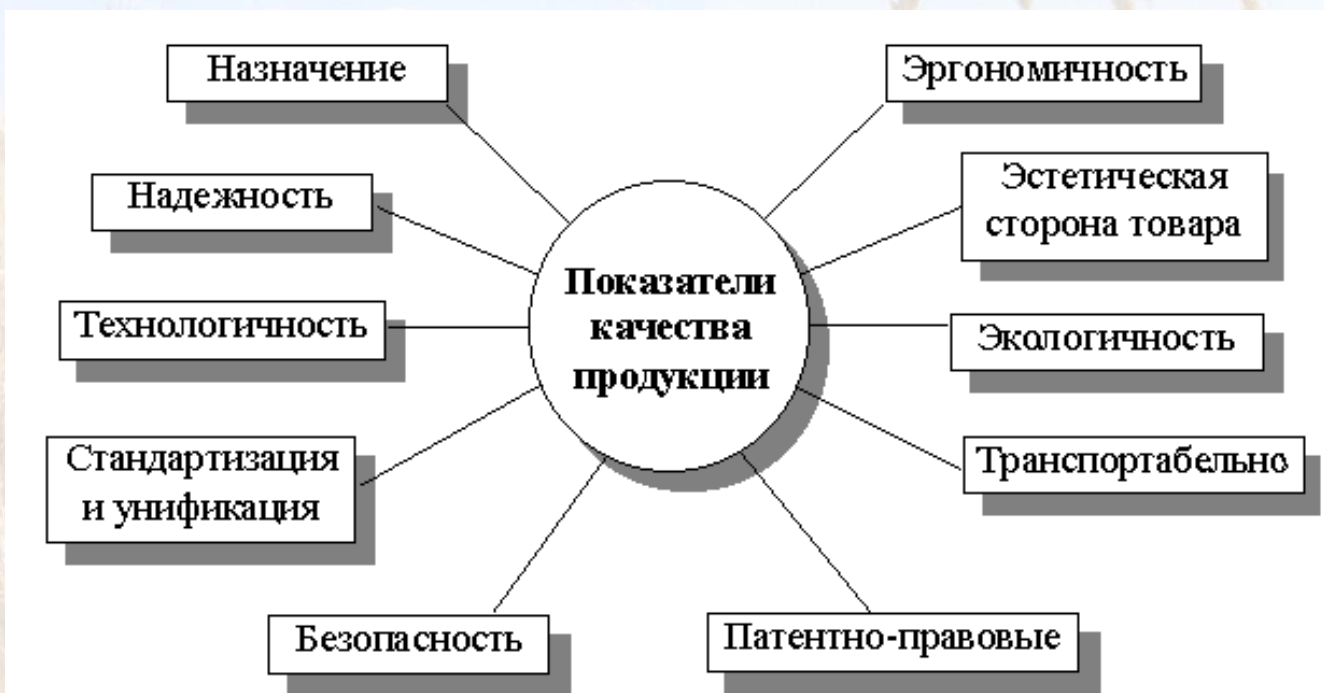 Назначение
Надежность
Технологичность
Стандартизация
и унификация
Безопасность
Показатели
качества
продукции
Эргономичность
Эстетическая
сторона товара
Экологичность
Транспортабельно
Патентно-правовые